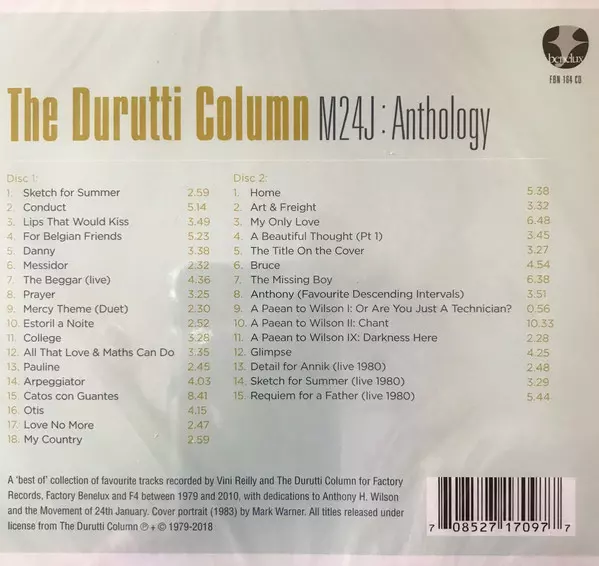 benelux
FBN 164 CD
The Durutti Column M24J : Anthology
Disc 1:
1. Sketch for Summer 2.59
2. Conduct 5.14
3. Lips That Would Kiss 3.49
4. For Belgian Friends 5.23
5. Danny 3.38
6. Messidor 2.32
7. The Beggar (live) 4.36
8. Prayer 3.25
9. Mercy Theme (Duet) 2.30
10. Estoril a Noite 2.52
11. College 3.28
12. All That Love & Maths Can Do 3.35
13. Pauline 2.45
14. Arpeggiator 4.03
15. Catos con Guantes 8.41
16. Otis 4.15
17. Love No More 2.47
18. My Country 2.59
Disc 2:
1. Home 5.38
2. Art & Freight 3.32
3. My Only Love 6.48
4. A Beautiful Thought (Pt 1) 3.45
5. The Title On the Cover 3.27
6. Bruce 4.54
7. The Missing Boy 6.38
8. Anthony (Favourite Descending Intervals) 3.51
9. A Paean to Wilson I: Or Are You Just A Technician? 0.56
10. A Paean to Wilson II: Chant 10.33
11. A Paean to Wilson IX: Darkness Here 2.28
12. Glimpse 4.25
13. Detail for Annik (live 1980) 2.48
14. Sketch for Summer (live 1980) 3.29
15. Requiem for a Father (live 1980) 5.44
A 'best of' collection of favourite tracks recorded by Vini Reilly and The Durutti Column for Factory
Records, Factory Benelux and F4 between 1979 and 2010, with dedications to Anthony H. Wilson
and the Movement of 24th January. Cover portrait (1983) by Mark Warner. All titles released under
license from The Durutti Column ℗ + © 1979-2018
7 08527 17097 7